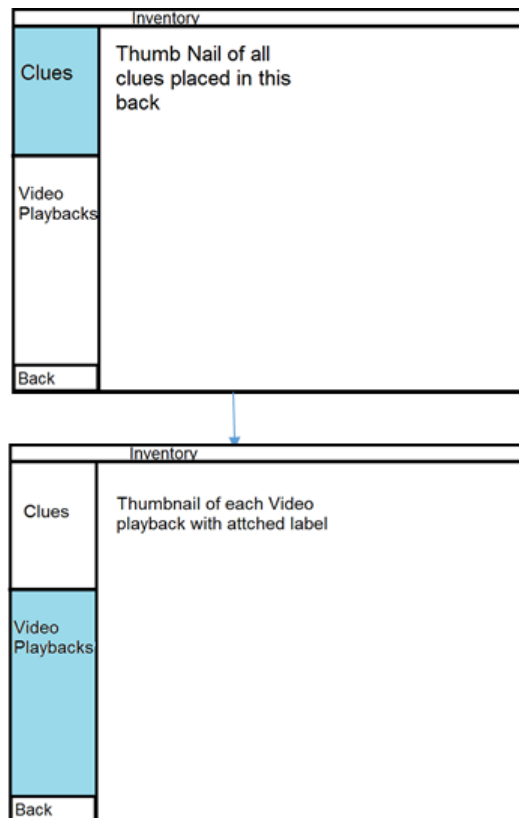 Inventory
Clues
Thumb Nail of all
clues placed in this
back
Video
Playbacks
Back
Inventory
Clues
Thumbnail of each Video
playback with attched label
Video
Playbacks
Back